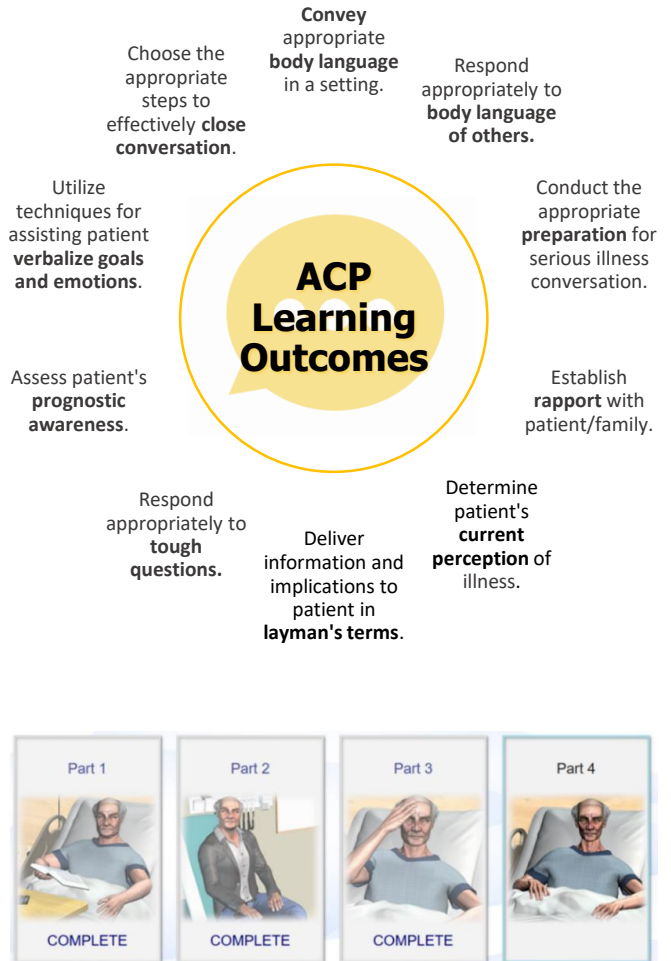 Convey
appropriate
body language
in a setting.
Respond
appropriately to
body language
of others.
Conduct the
appropriate
preparation for
serious illness
conversation.
Establish
rapport with
patient/family.
Determine
patient's
current
perception of
illness.
Deliver
information and
implications to
patient in
layman's terms.
Respond
appropriately to
tough
questions.
Assess patient's
prognostic
awareness.
Utilize
techniques for
assisting patient
verbalize goals
and emotions.
Choose the
appropriate
steps to
effectively close
conversation.
ACP
Learning
Outcomes
Part 1
COMPLETE
Part 2
COMPLETE
Part 3
COMPLETE
Part 4